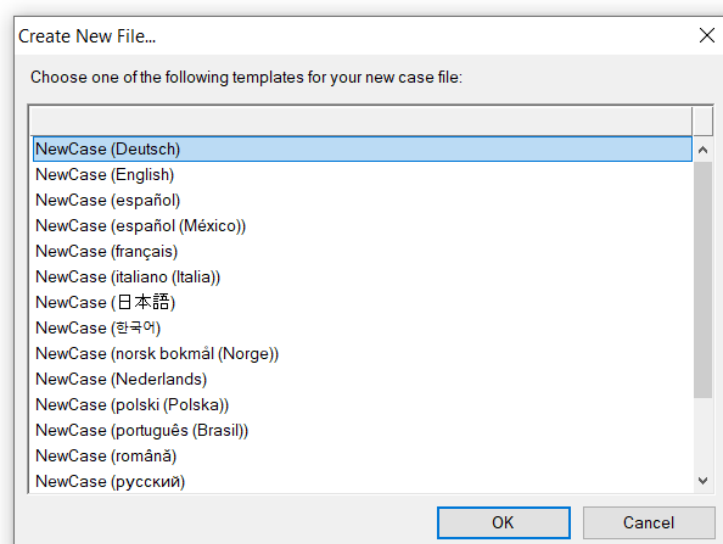 Create New File...
Choose one of the following templates for your new case file:
NewCase (Deutsch)
NewCase (English)
NewCase (español)
NewCase (español (México))
NewCase (français)
NewCase (italiano (Italia))
NewCase (日本語)
NewCase (한국어)
NewCase (norsk bokmål (Norge))
NewCase (Nederlands)
NewCase (polski (Polska))
NewCase (português (Brasil))
NewCase (română)
NewCase (русский)
OK Cancel